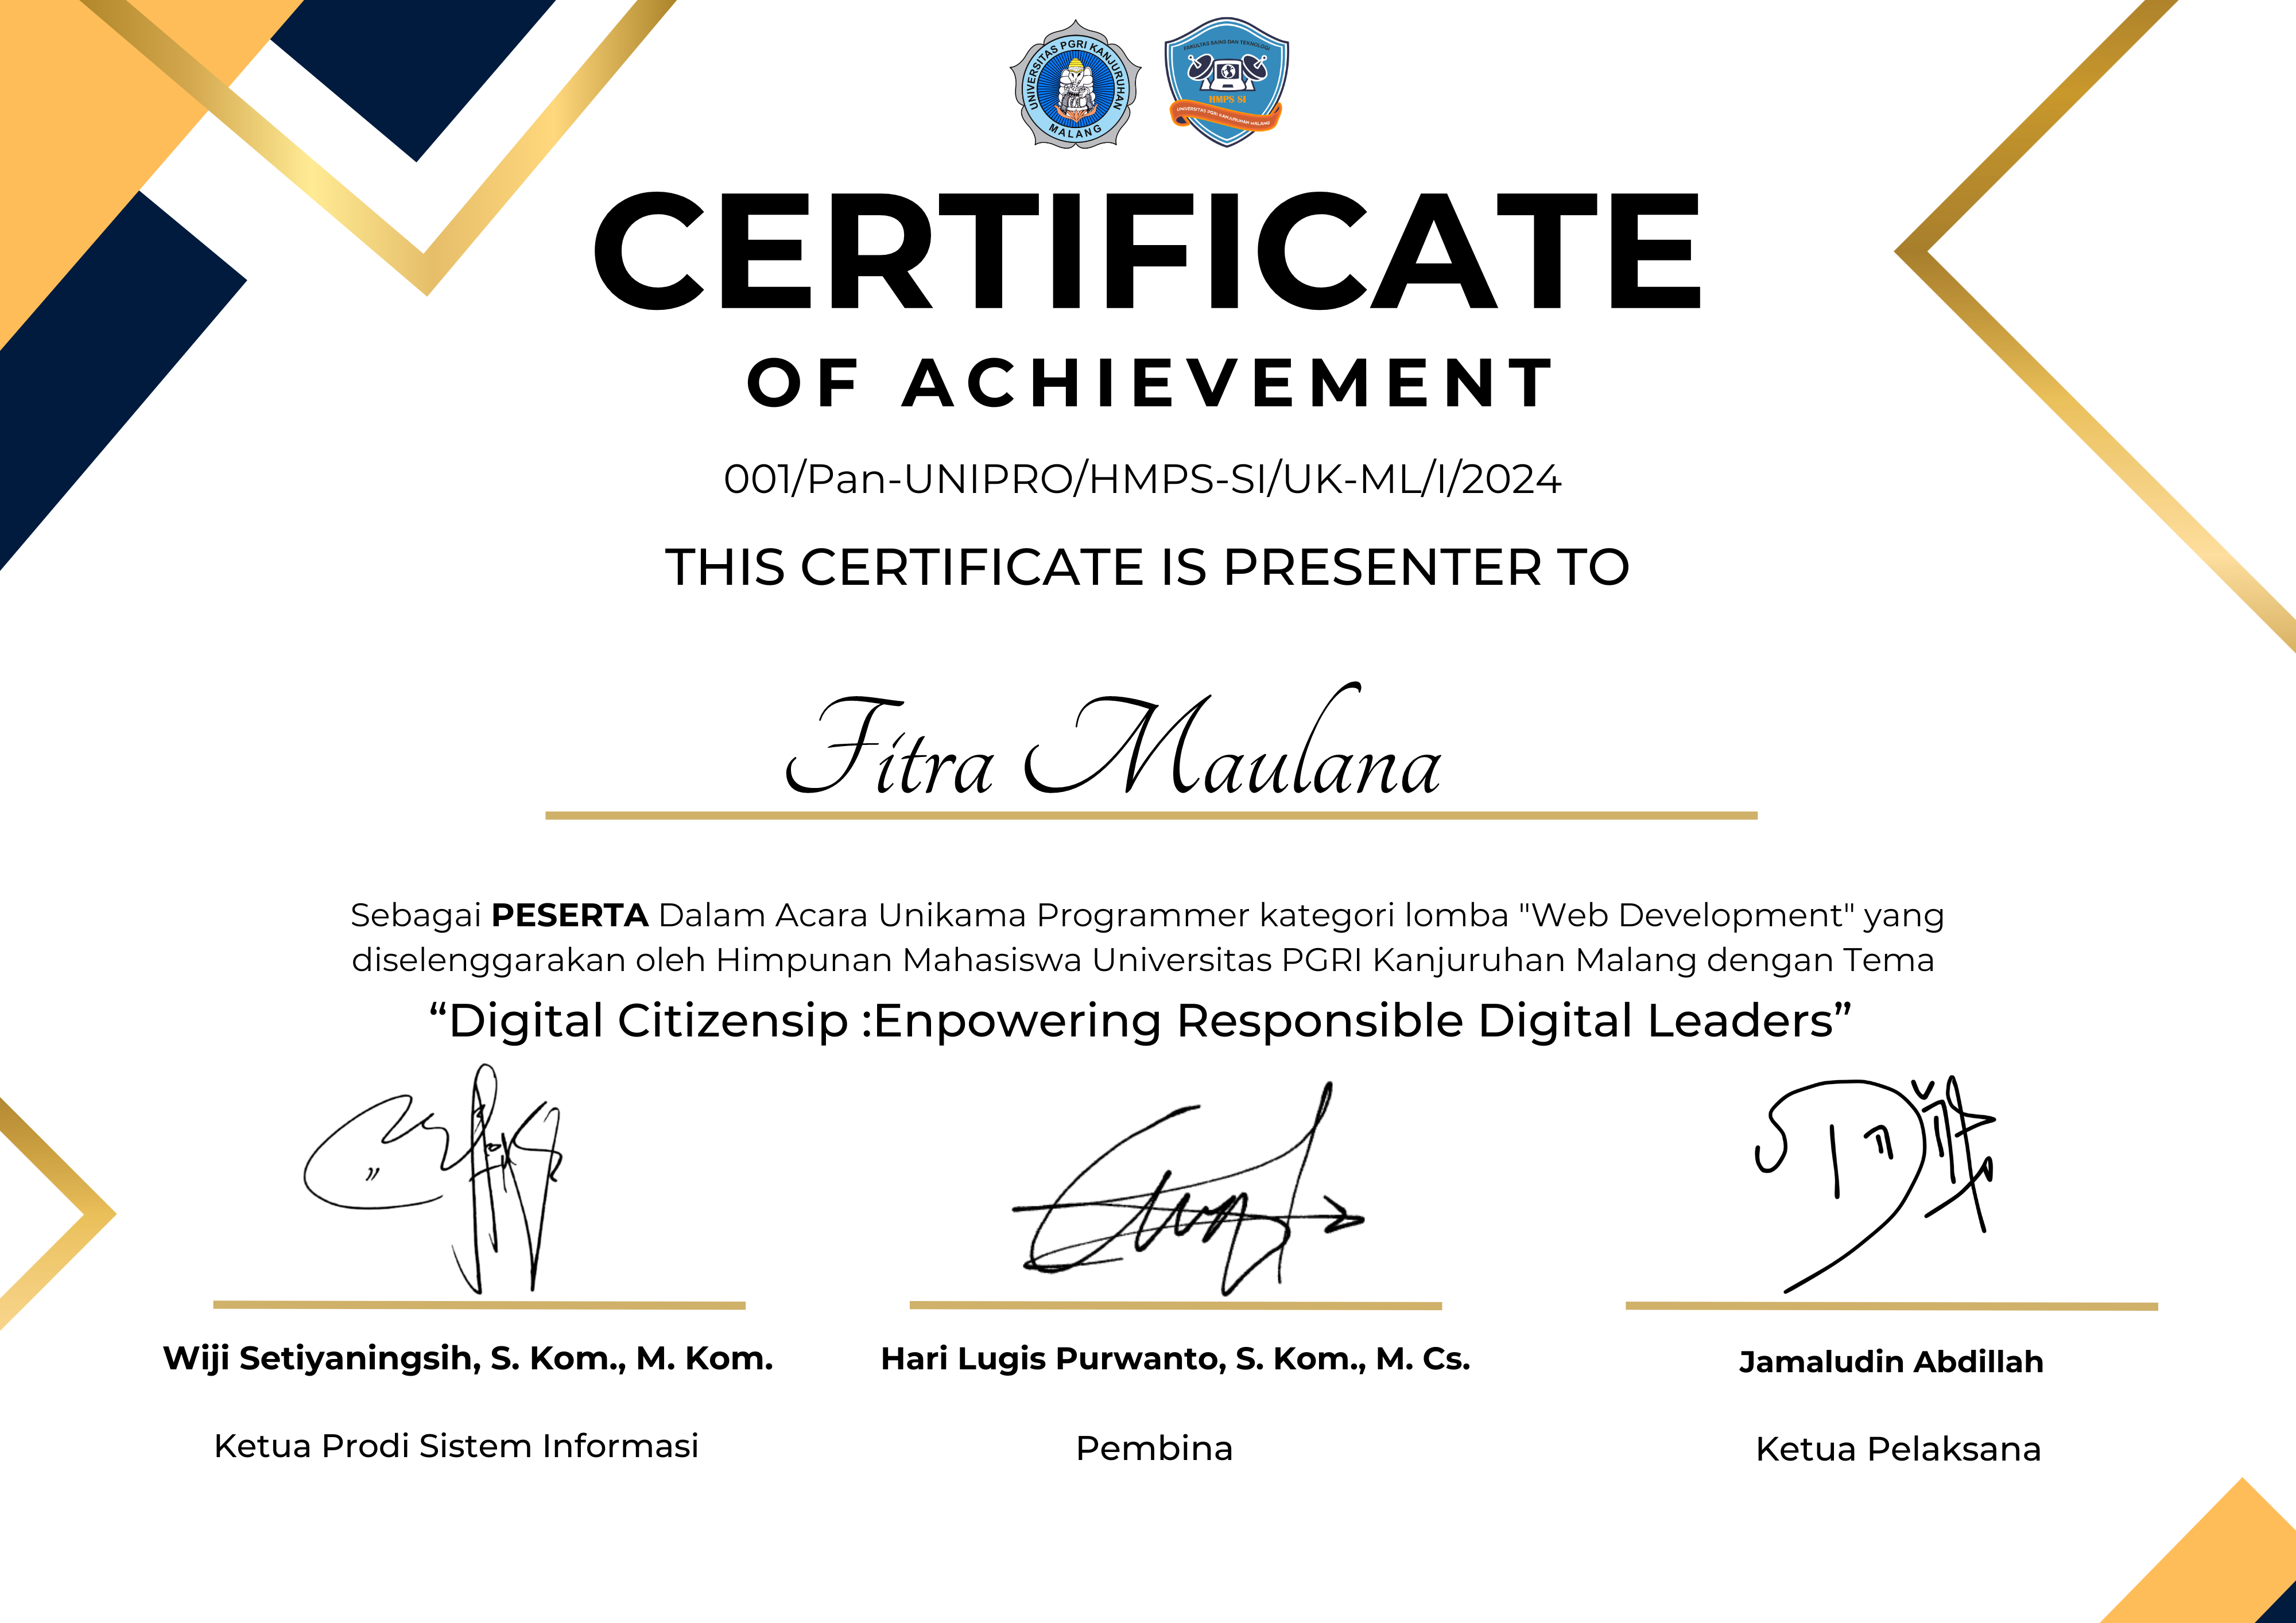 UNIVERSITAS PGRI KANJURUHAN
MALANG
FAKULTAS SAINS DAN TEKNOLOGI
HMPS SI
UNIVERSITAS PGRI KANJURUHAN MALANG
CERTIFICATE
OF ACHIEVEMENT
001/Pan-UNIPRO/HMPS-SI/UK-ML/I/2024
THIS CERTIFICATE IS PRESENTER TO
Fitra Maulana
Sebagai PESERTA Dalam Acara Unikama Programmer kategori lomba "Web Development" yang
diselenggarakan oleh Himpunan Mahasiswa Universitas PGRI Kanjuruhan Malang dengan Tema
“Digital Citizensip :Enpowering Responsible Digital Leaders”
Wiji Setiyaningsih, S. Kom., M. Kom.
Hari Lugis Purwanto, S. Kom., M. Cs.
Jamaludin Abdillah
Ketua Prodi Sistem Informasi
Pembina
Ketua Pelaksana